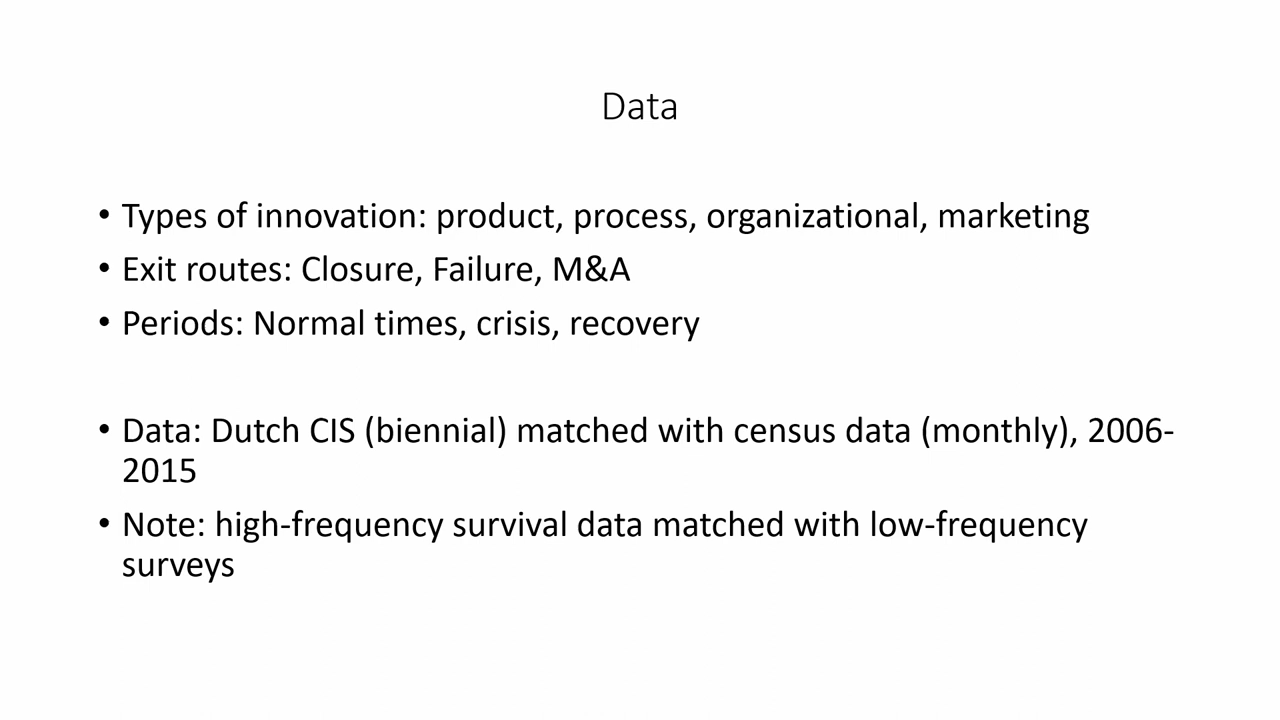 Data
• Types of innovation: product, process, organizational, marketing
• Exit routes: Closure, Failure, M&A
• Periods: Normal times, crisis, recovery
• Data: Dutch CIS (biennial) matched with census data (monthly), 2006-
2015
• Note: high-frequency survival data matched with low-frequency
surveys